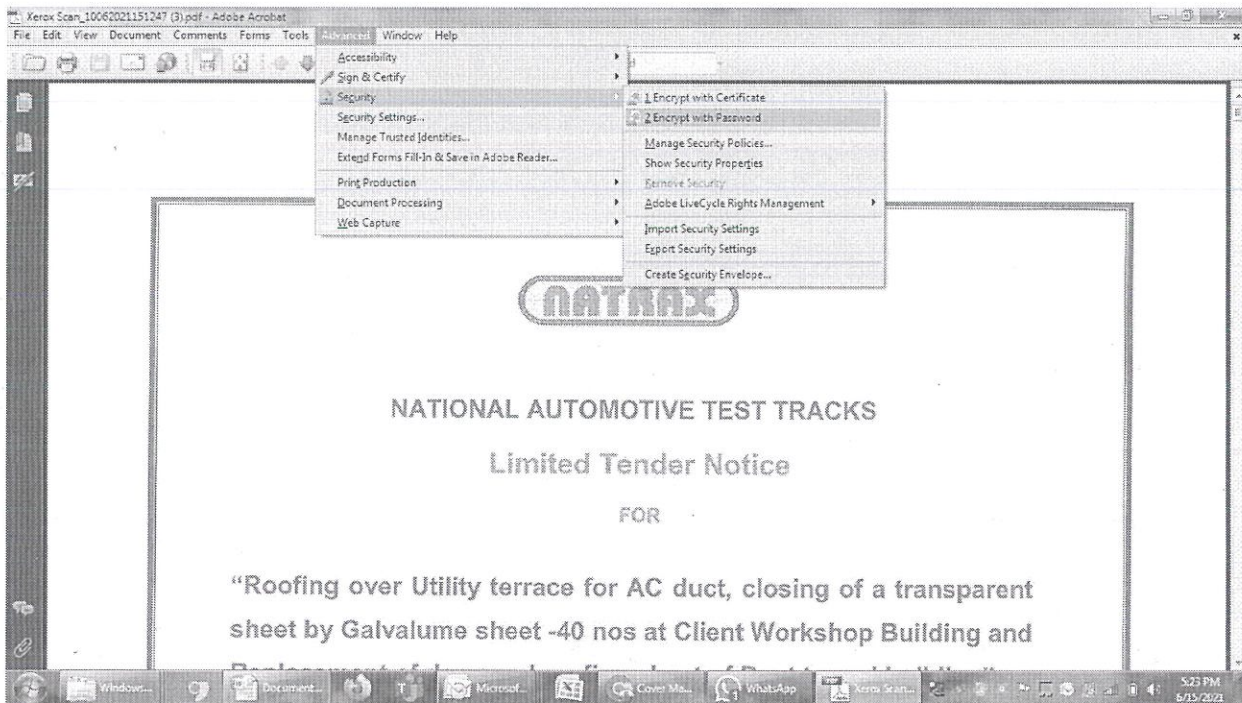 Xerox Scan_10062021151247 (3).pdf - Adobe Acrobat
File Edit View Document Comments Forms Tools Advanced Window Help
Accessibility
Sign & Certify
Security
Security Settings...
Manage Trusted Identities...
Extend Forms Fill-In & Save in Adobe Reader...
Print Production
Document Processing
Web Capture
1 Encrypt with Certificate
2 Encrypt with Password
Manage Security Policies...
Show Security Properties
Remove Security
Adobe LiveCycle Rights Management
Import Security Settings
Export Security Settings
Create Security Envelope...
NATRAX
NATIONAL AUTOMOTIVE TEST TRACKS
Limited Tender Notice
FOR
“Roofing over Utility terrace for AC duct, closing of a transparent
sheet by Galvalume sheet -40 nos at Client Workshop Building and
Windows... Document... Microsof... Cover Ma... WhatsApp Xerox Scan...
5:23 PM
6/15/2021